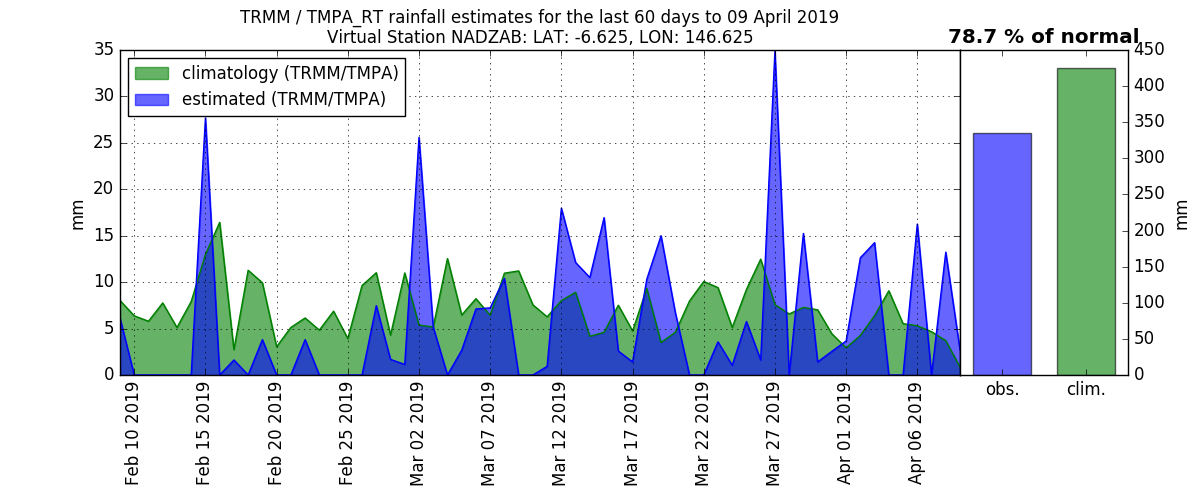 TRMM / TMPA_RT rainfall estimates for the last 60 days to 09 April 2019
Virtual Station NADZAB: LAT: -6.625, LON: 146.625
78.7 % of normal
climatology (TRMM/TMPA)
estimated (TRMM/TMPA)
35
30
25
20
15
10
5
0
mm
Feb 10 2019
Feb 15 2019
Feb 20 2019
Feb 25 2019
Mar 02 2019
Mar 07 2019
Mar 12 2019
Mar 17 2019
Mar 22 2019
Mar 27 2019
Apr 01 2019
Apr 06 2019
obs.
clim.
450
400
350
300
250
200
150
100
50
0
mm